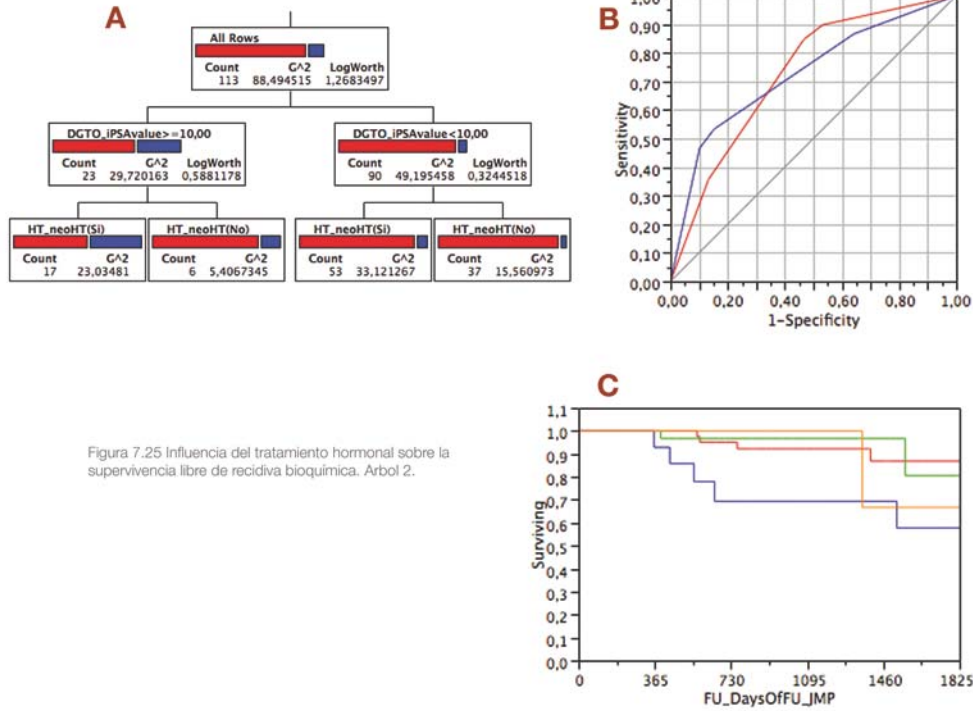 A
All Rows
Count G^2 LogWorth
113 88,494515 1,2683497
DGTO_iPSAvalue>=10,00
Count G^2 LogWorth
23 29,720163 0,5881178
DGTO_iPSAvalue<10,00
Count G^2 LogWorth
90 49,195458 0,3244518
HT_neoHT(Si)
Count G^2
17 23,03481
HT_neoHT(No)
Count G^2
6 5,4067345
HT_neoHT(Si)
Count G^2
53 33,121267
HT_neoHT(No)
Count G^2
37 15,560973
B
Sensitivity
1,00
0,90
0,80
0,70
0,60
0,50
0,40
0,30
0,20
0,10
0,00
0,00 0,20 0,40 0,60 0,80 1,00
1-Specificity
Figura 7.25 Influencia del tratamiento hormonal sobre la
supervivencia libre de recidiva bioquímica. Arbol 2.
C
Surviving
1,1
1,0
0,9
0,8
0,7
0,6
0,5
0,4
0,3
0,2
0,1
0,0
0 365 730 1095 1460 1825
FU_DaysOfFU_JMP